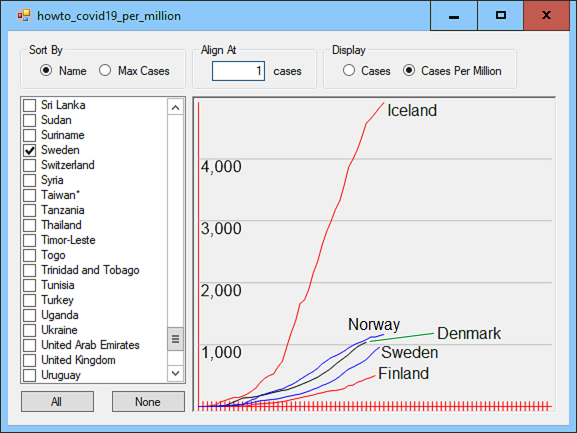 howto_covid19_per_million
Sort By
Name
Max Cases
Align At
1 cases
Display
Cases
Cases Per Million
Sri Lanka
Sudan
Suriname
Sweden
Switzerland
Syria
Taiwan*
Tanzania
Thailand
Timor-Leste
Togo
Trinidad and Tobago
Tunisia
Turkey
Uganda
Ukraine
United Arab Emirates
United Kingdom
Uruguay
All
None
Iceland
4,000
3,000
2,000
Norway
Denmark
1,000
Sweden
Finland